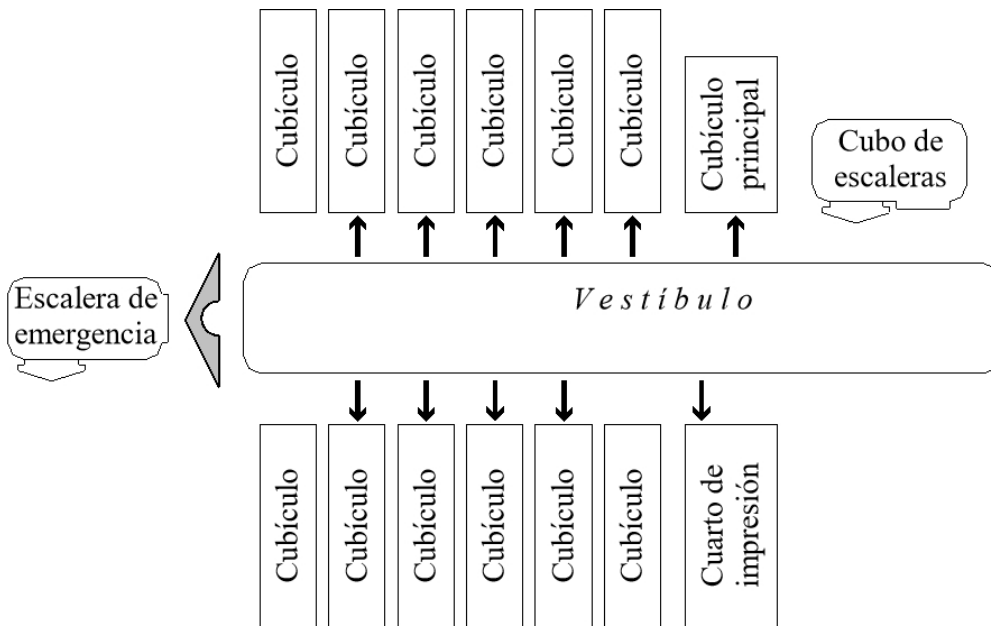 Cubículo
Cubículo
Cubículo
Cubículo
Cubículo
Cubículo
Cubículo
principal
Cubo de
escaleras
Escalera de
emergencia
Vestíbulo
Cubículo
Cubículo
Cubículo
Cubículo
Cubículo
Cubículo
Cuarto de
impresión